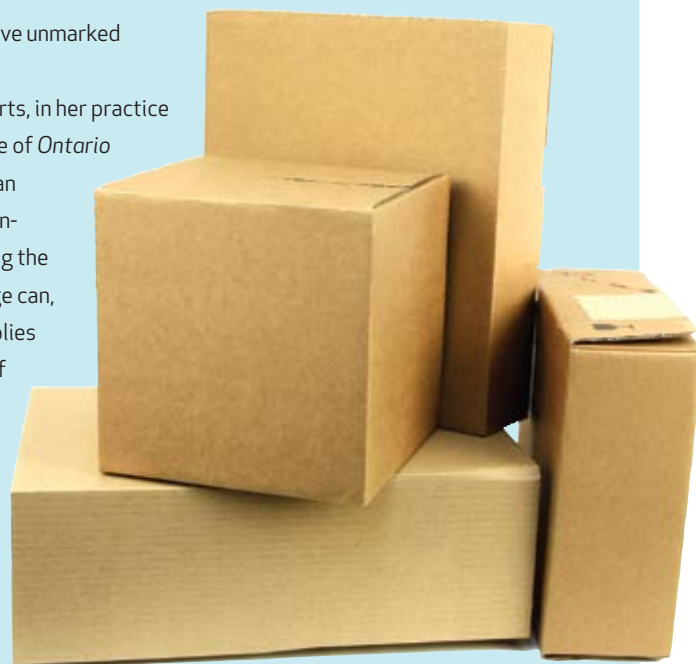 ve unmarked
rts, in her practice
e of Ontario
an
n-
g the
ge can,
plies
f